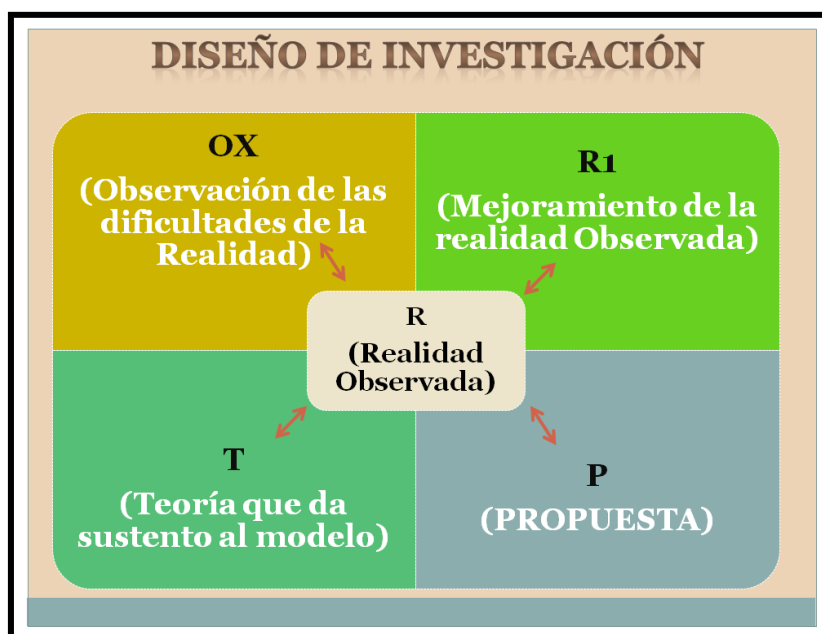 DISEÑO DE INVESTIGACIÓN
OX
(Observación de las
dificultades de la
Realidad)
R1
(Mejoramiento de la
realidad Observada)
R
(Realidad
Observada)
T
(Teoría que da
sustento al modelo)
P
(PROPUESTA)